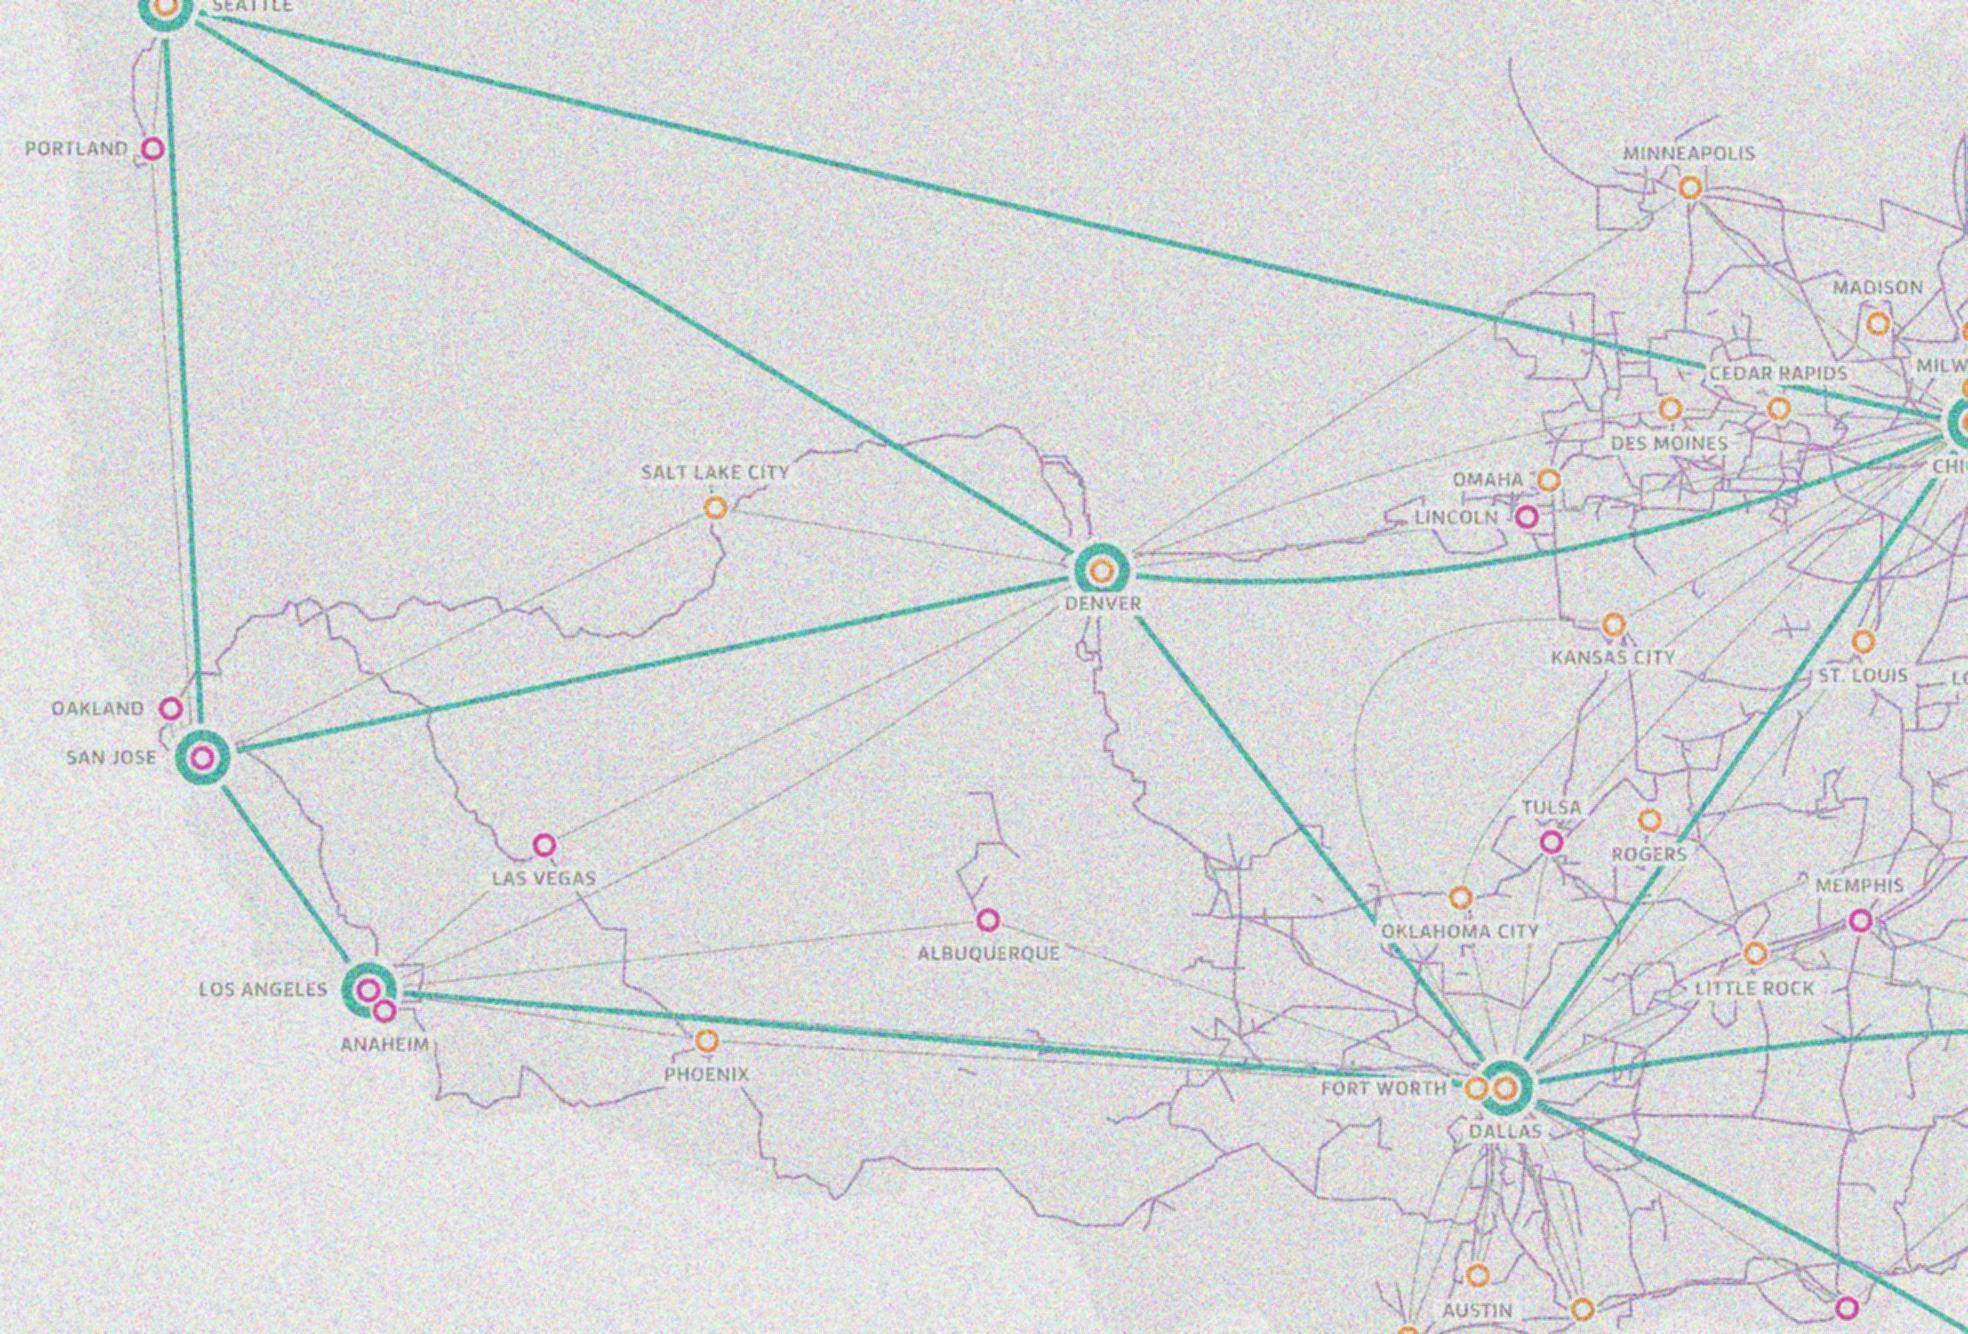 SEATTLE
PORTLAND
MINNEAPOLIS
MADISON
CEDAR RAPIDS
DES MOINES
SALT LAKE CITY
OMAHA
LINCOLN
DENVER
KANSAS CITY
ST. LOUIS
OAKLAND
SAN JOSE
TULSA
ROGERS
LAS VEGAS
MEMPHIS
OKLAHOMA CITY
ALBUQUERQUE
LOS ANGELES
LITTLE ROCK
ANAHEIM
PHOENIX
FORT WORTH
DALLAS
AUSTIN